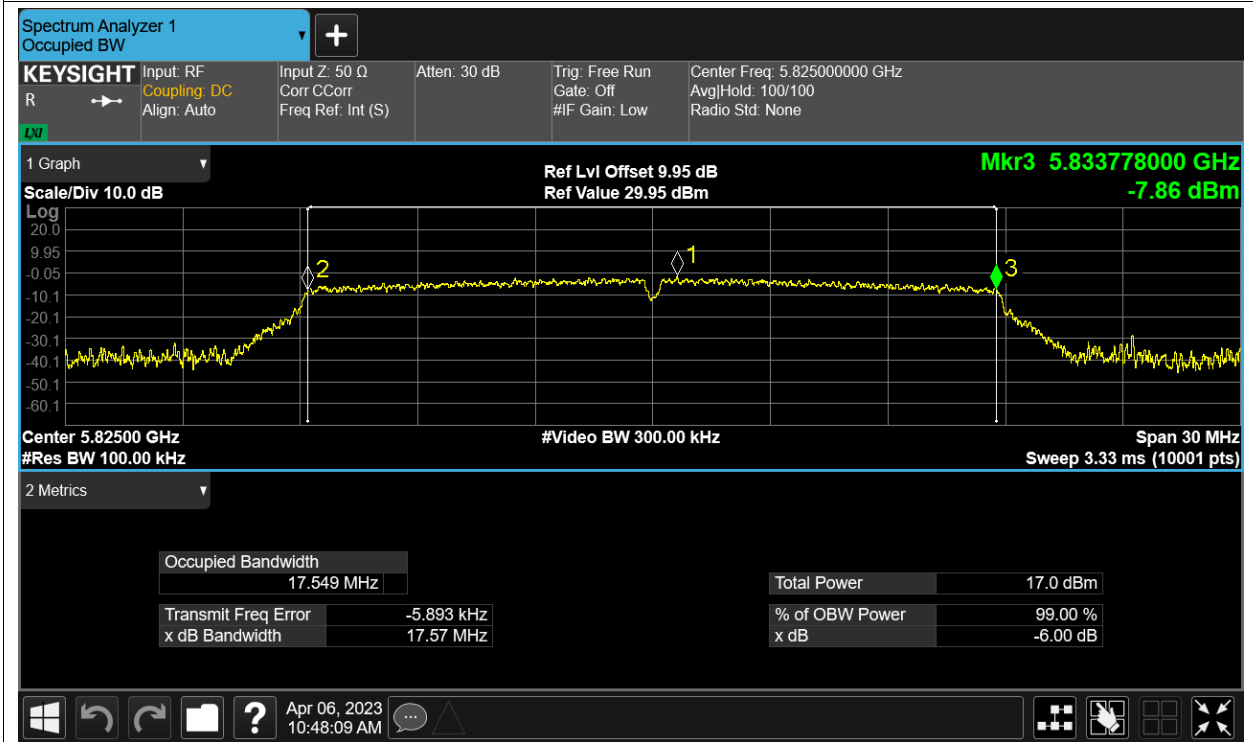 Spectrum Analyzer 1
Occupied BW
KEYSIGHT
R
LXI
Input: RF
Coupling: DC
Align: Auto
Input Z: 50 Ω
Corr CCorr
Freq Ref: Int (S)
Atten: 30 dB
Trig: Free Run
Gate: Off
#IF Gain: Low
Center Freq: 5.825000000 GHz
Avg|Hold: 100/100
Radio Std: None
1 Graph
Scale/Div 10.0 dB
Ref Lvl Offset 9.95 dB
Ref Value 29.95 dBm
Mkr3 5.833778000 GHz
-7.86 dBm
Log
20.0
9.95
-0.05
-10.1
-20.1
-30.1
-40.1
-50.1
-60.1
2
1
3
Center 5.82500 GHz
#Video BW 300.00 kHz
Span 30 MHz
#Res BW 100.00 kHz
Sweep 3.33 ms (10001 pts)
2 Metrics
Occupied Bandwidth
17.549 MHz
Transmit Freq Error -5.893 kHz
x dB Bandwidth 17.57 MHz
Total Power 17.0 dBm
% of OBW Power 99.00 %
x dB -6.00 dB
?
Apr 06, 2023
10:48:09 AM